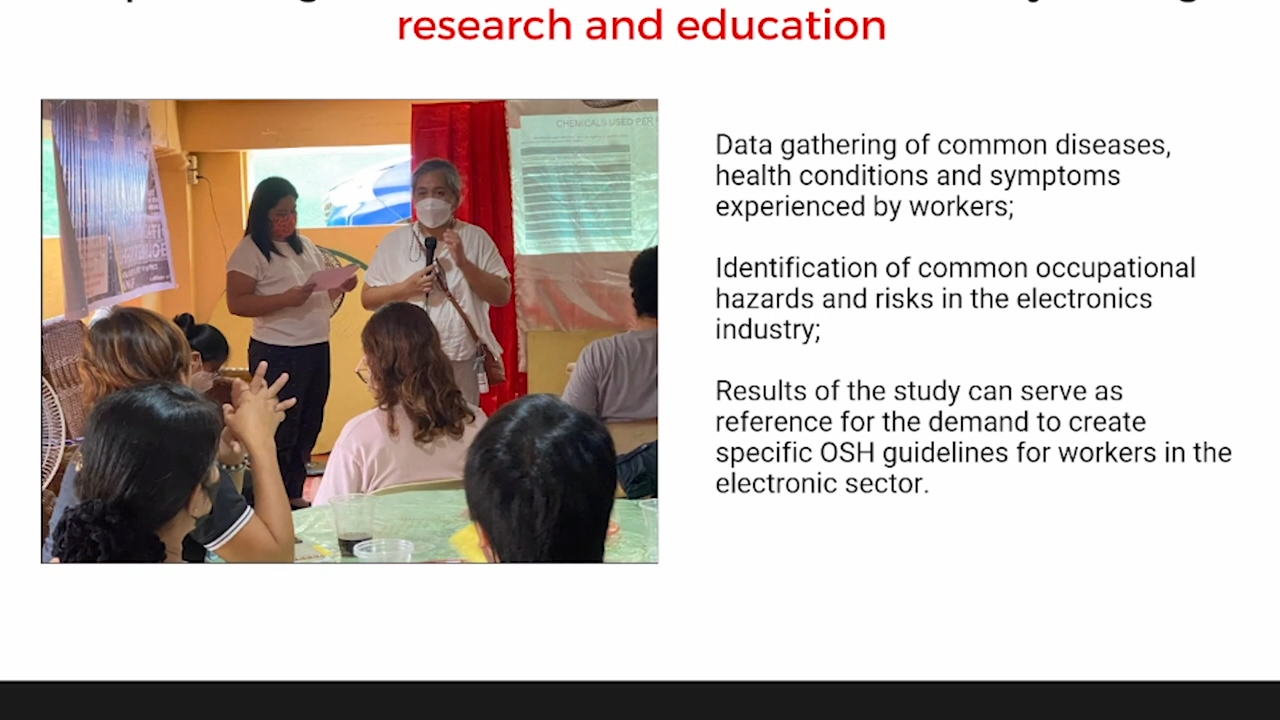 research and education
CHEMICALS USED PER
Data gathering of common diseases,
health conditions and symptoms
experienced by workers;
Identification of common occupational
hazards and risks in the electronics
industry;
Results of the study can serve as
reference for the demand to create
specific OSH guidelines for workers in the
electronic sector.